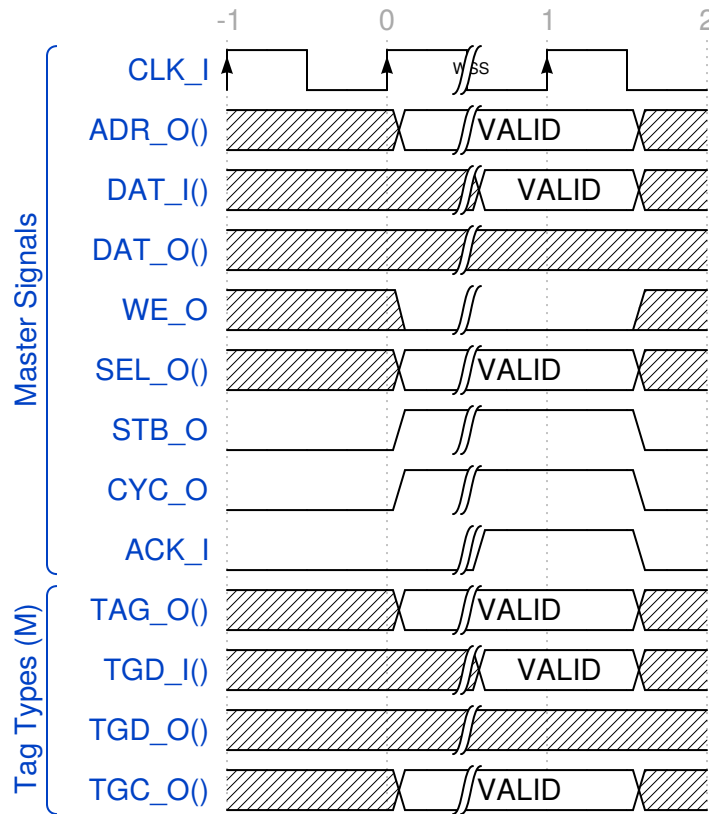 -1 0 1 2
Master Signals
CLK_I
WSS
ADR_O()
VALID
DAT_I()
VALID
DAT_O()
WE_O
SEL_O()
VALID
STB_O
CYC_O
ACK_I
Tag Types (M)
TAG_O()
VALID
TGD_I()
VALID
TGD_O()
TGC_O()
VALID